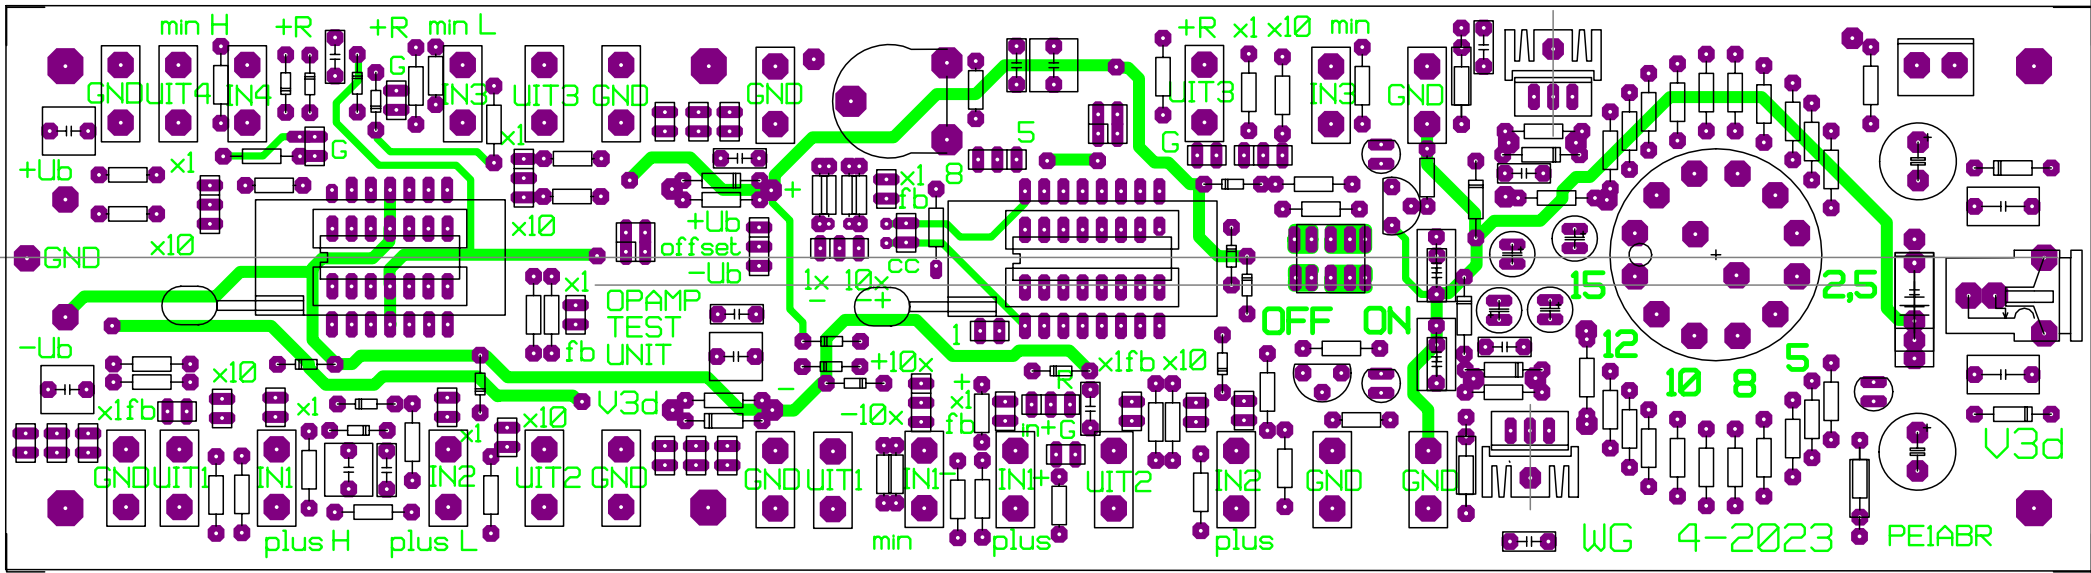 min H +R +R min L +R x1 x10 min
G
GND UIT4 IN4 IN3 UIT3 GND GND UIT3 IN3 GND
x1 5 G
G
+Ub x1 x1 8
+ fb
x10 x10 +Ub
offset
GND -Ub cc
x1 1x 10x 15 2,5
OPAMP - -+
TEST OFF ON
-Ub fb UNIT 1 12 5
x10 +10x x1fb x10
+ R 10 8
x1fb x1 x10 V3d - -10x
x1 fb in+G V3d
GND UIT1 IN1 IN2 UIT2 GND GND UIT1 IN1- IN1+ UIT2 IN2 GND GND
plus H plus L min plus plus WG 4-2023 PE1ABR